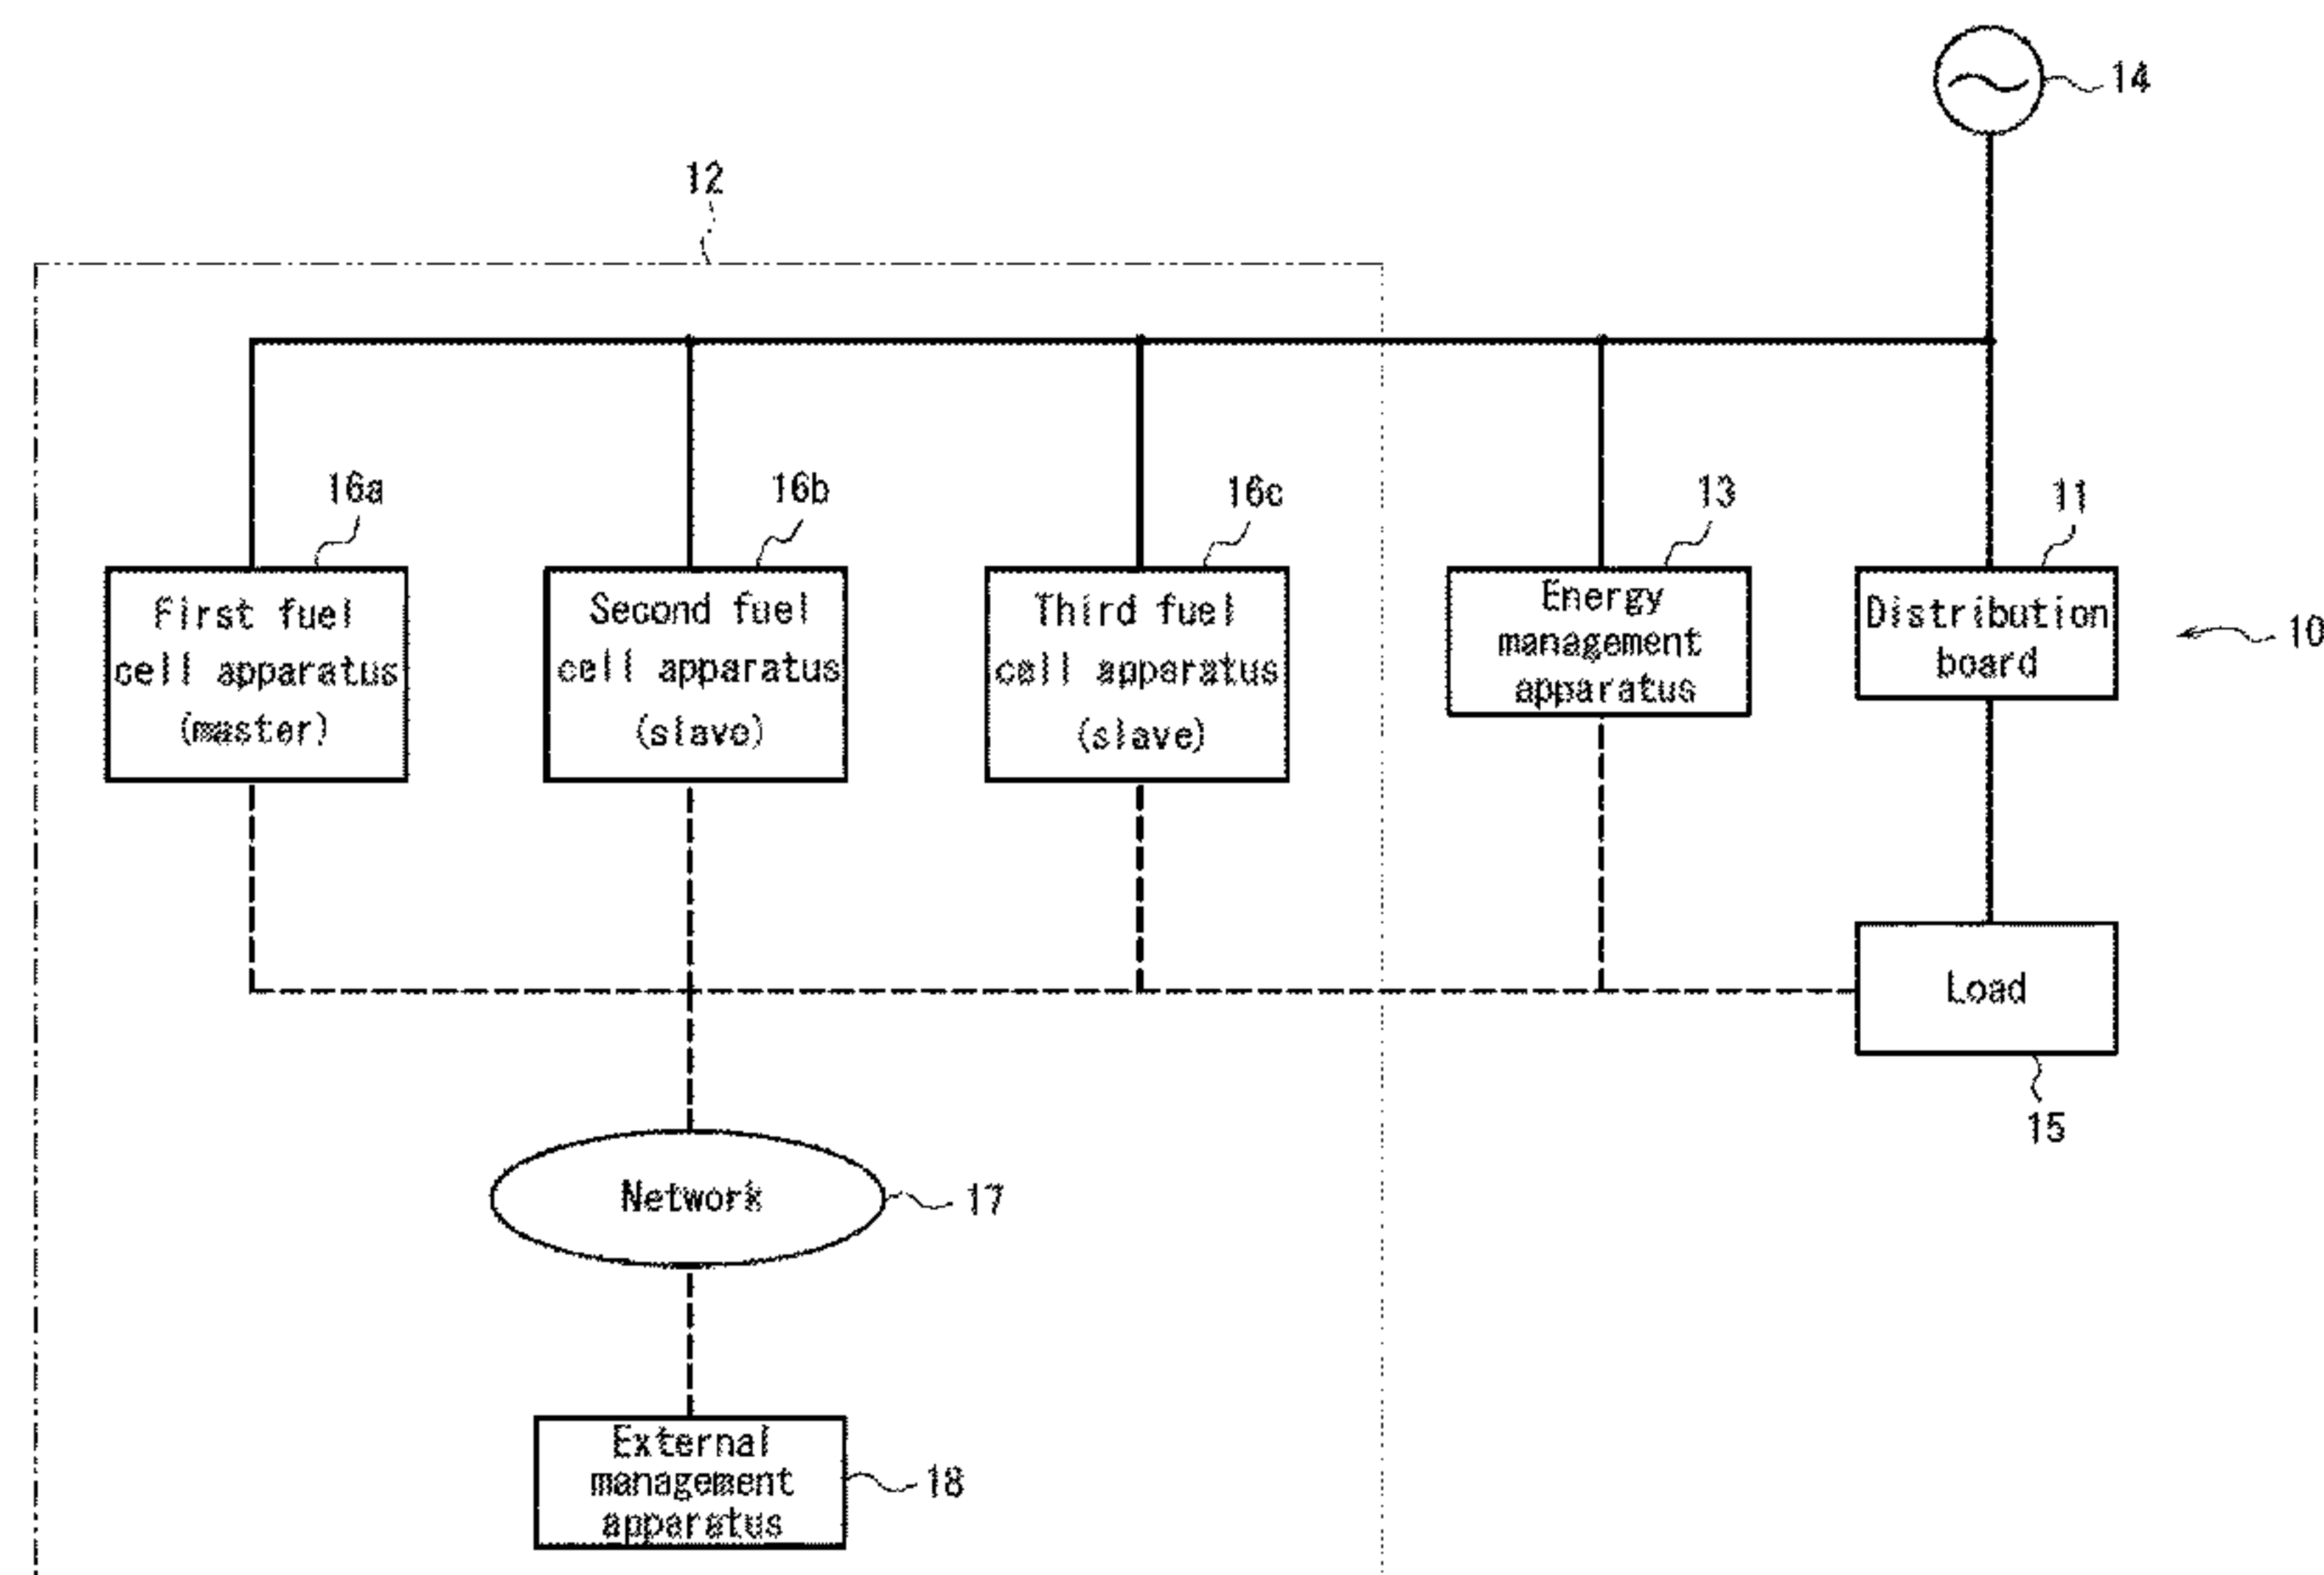 14
12
16a
16b
16c
13
11
First fuel
cell apparatus
(master)
Second fuel
cell apparatus
(slave)
Third fuel
cell apparatus
(slave)
Energy
management
apparatus
Distribution
board
10
Load
15
Network
17
External
management
apparatus
18